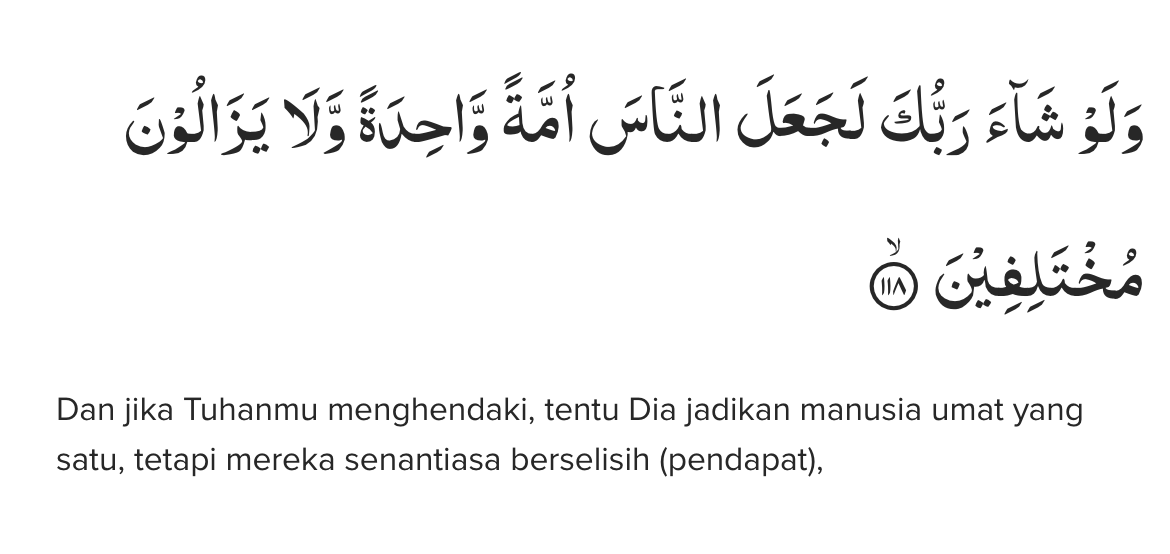 وَلَوْ شَاۤءَ رَبُّكَ لَجَعَلَ النَّاسَ اُمَّةً وَّاحِدَةً وَّلَا يَزَالُوْنَ
مُخْتَلِفِيْنَ ۙ ١١٨
Dan jika Tuhanmu menghendaki, tentu Dia jadikan manusia umat yang
satu, tetapi mereka senantiasa berselisih (pendapat),